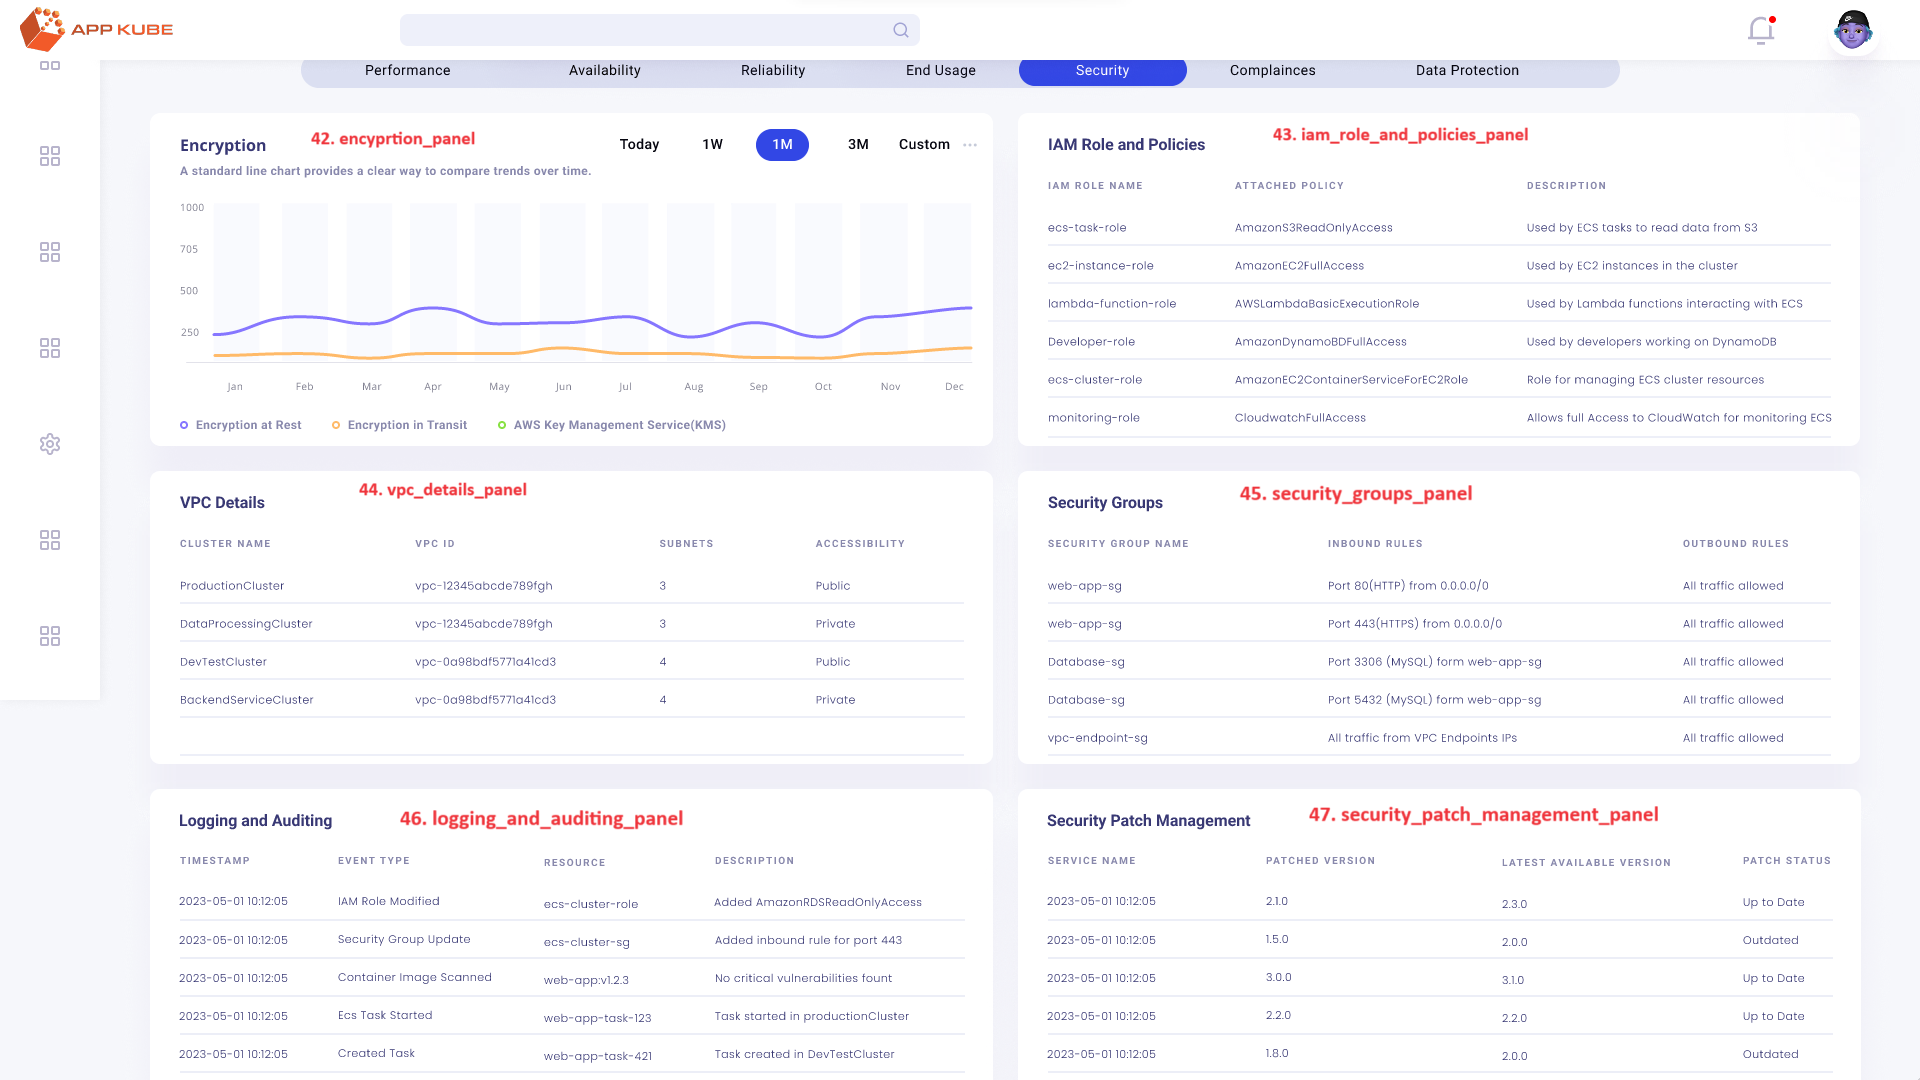 APP KUBE
Performance Availability Reliability End Usage Security Complainces Data Protection
Encryption 42. encyprtion_panel Today 1W 1M 3M Custom ...
A standard line chart provides a clear way to compare trends over time.
1000
705
500
250
Jan Feb Mar Apr May Jun Jul Aug Sep Oct Nov Dec
Encryption at Rest Encryption in Transit AWS Key Management Service(KMS)
IAM Role and Policies 43. iam_role_and_policies_panel
IAM ROLE NAME ATTACHED POLICY DESCRIPTION
ecs-task-role AmazonS3ReadOnlyAccess Used by ECS tasks to read data from S3
ec2-instance-role AmazonEC2FullAccess Used by EC2 instances in the cluster
lambda-function-role AWSLambdaBasicExecutionRole Used by Lambda functions interacting with ECS
Developer-role AmazonDynamoBDFullAccess Used by developers working on DynamoDB
ecs-cluster-role AmazonEC2ContainerServiceForEC2Role Role for managing ECS cluster resources
monitoring-role CloudwatchFullAccess Allows full Access to CloudWatch for monitoring ECS
VPC Details 44. vpc_details_panel
CLUSTER NAME VPC ID SUBNETS ACCESSIBILITY
ProductionCluster vpc-12345abcde789fgh 3 Public
DataProcessingCluster vpc-12345abcde789fgh 3 Private
DevTestCluster vpc-0a98bdf5771a41cd3 4 Public
BackendServiceCluster vpc-0a98bdf5771a41cd3 4 Private
Security Groups 45. security_groups_panel
SECURITY GROUP NAME INBOUND RULES OUTBOUND RULES
web-app-sg Port 80(HTTP) from 0.0.0.0/0 All traffic allowed
web-app-sg Port 443(HTTPS) from 0.0.0.0/0 All traffic allowed
Database-sg Port 3306 (MySQL) form web-app-sg All traffic allowed
Database-sg Port 5432 (MySQL) form web-app-sg All traffic allowed
vpc-endpoint-sg All traffic from VPC Endpoints IPs All traffic allowed
Logging and Auditing 46. logging_and_auditing_panel
TIMESTAMP EVENT TYPE RESOURCE DESCRIPTION
2023-05-01 10:12:05 IAM Role Modified ecs-cluster-role Added AmazonRDSReadOnlyAccess
2023-05-01 10:12:05 Security Group Update ecs-cluster-sg Added inbound rule for port 443
2023-05-01 10:12:05 Container Image Scanned web-app:v1.2.3 No critical vulnerabilities fount
2023-05-01 10:12:05 Ecs Task Started web-app-task-123 Task started in productionCluster
2023-05-01 10:12:05 Created Task web-app-task-421 Task created in DevTestCluster
Security Patch Management 47. security_patch_management_panel
SERVICE NAME PATCHED VERSION LATEST AVAILABLE VERSION PATCH STATUS
2023-05-01 10:12:05 2.1.0 2.3.0 Up to Date
2023-05-01 10:12:05 1.5.0 2.0.0 Outdated
2023-05-01 10:12:05 3.0.0 3.1.0 Up to Date
2023-05-01 10:12:05 2.2.0 2.2.0 Up to Date
2023-05-01 10:12:05 1.8.0 2.0.0 Outdated